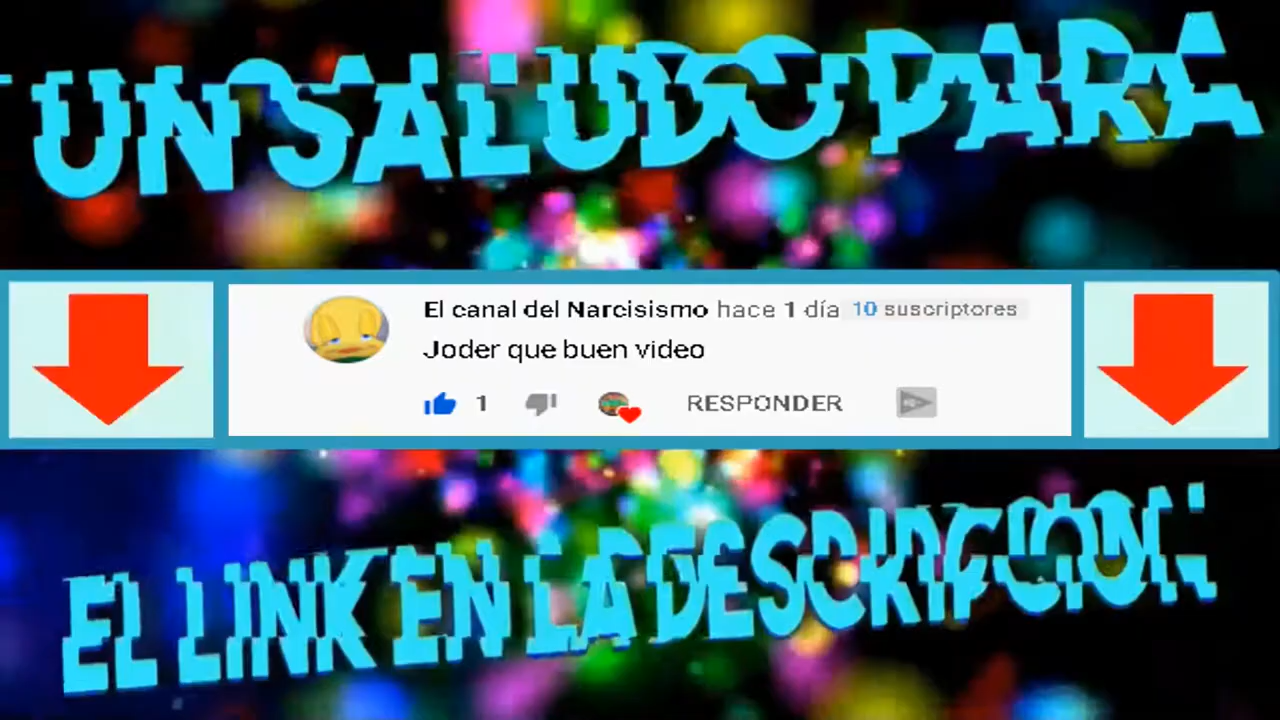 UN SALUDO PARA
El canal del Narcisismo hace 1 día 10 suscriptores
Joder que buen video
1 RESPONDER
EL LINK EN LA DESCRIPCION: